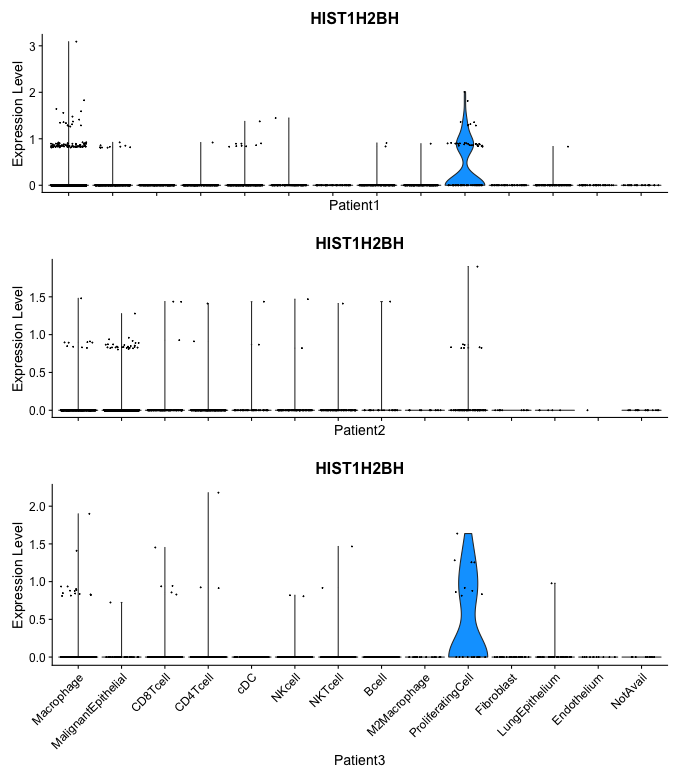 HIST1H2BH
Expression Level
3
2
1
0
Patient1
HIST1H2BH
Expression Level
1.5
1.0
0.5
0.0
Patient2
HIST1H2BH
Expression Level
2.0
1.5
1.0
0.5
0.0
Macrophage
MalignantEpithelial
CD8Tcell
CD4Tcell
cDC
NKcell
NKTcell
Bcell
M2Macrophage
ProliferatingCell
Fibroblast
LungEpithelium
Endothelium
NotAvail
Patient3